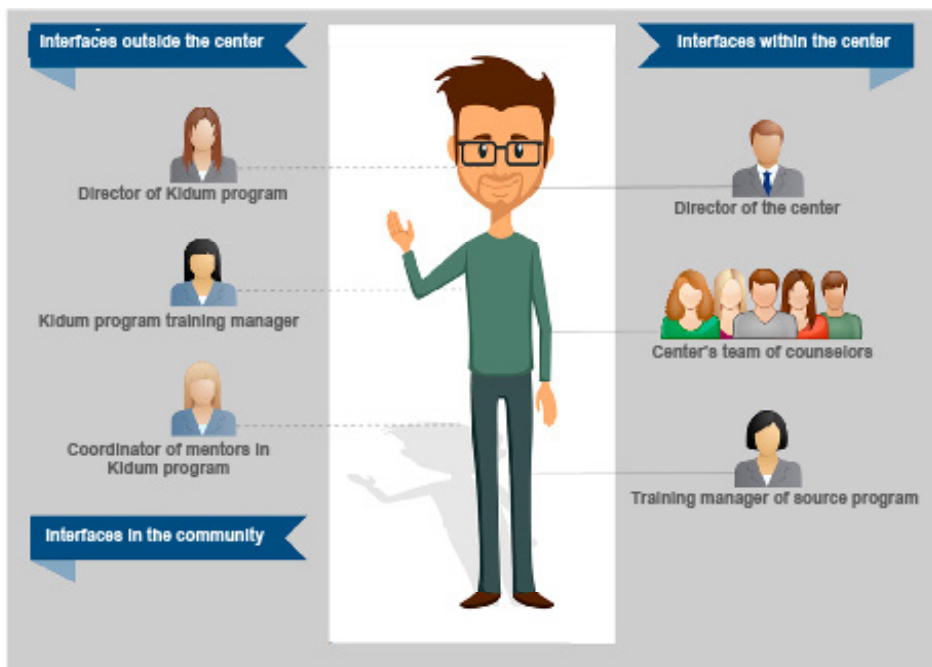 Interfaces outside the center
Director of Kidum program
Kidum program training manager
Coordinator of mentors in
Kidum program
Interfaces in the community
Interfaces within the center
Director of the center
Center's team of counselors
Training manager of source program